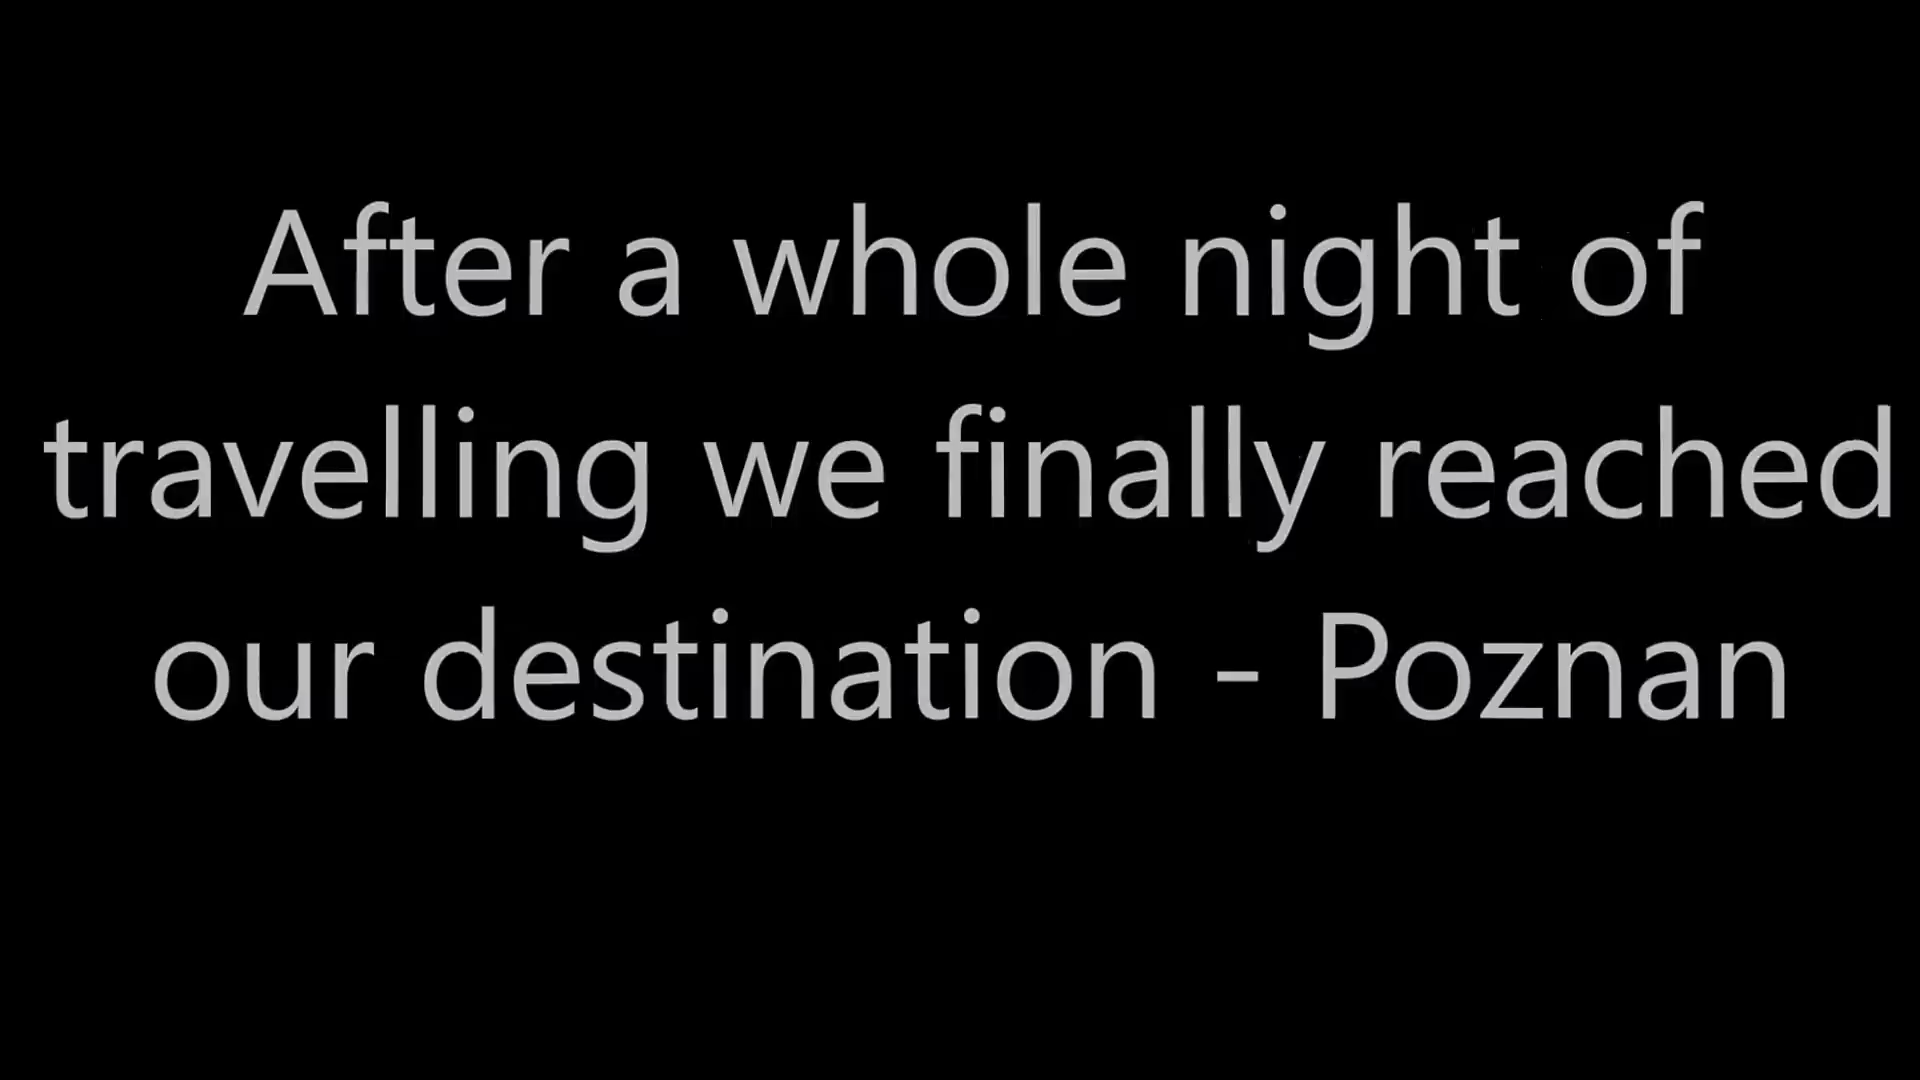 After a whole night of
travelling we finally reached
our destination - Poznan